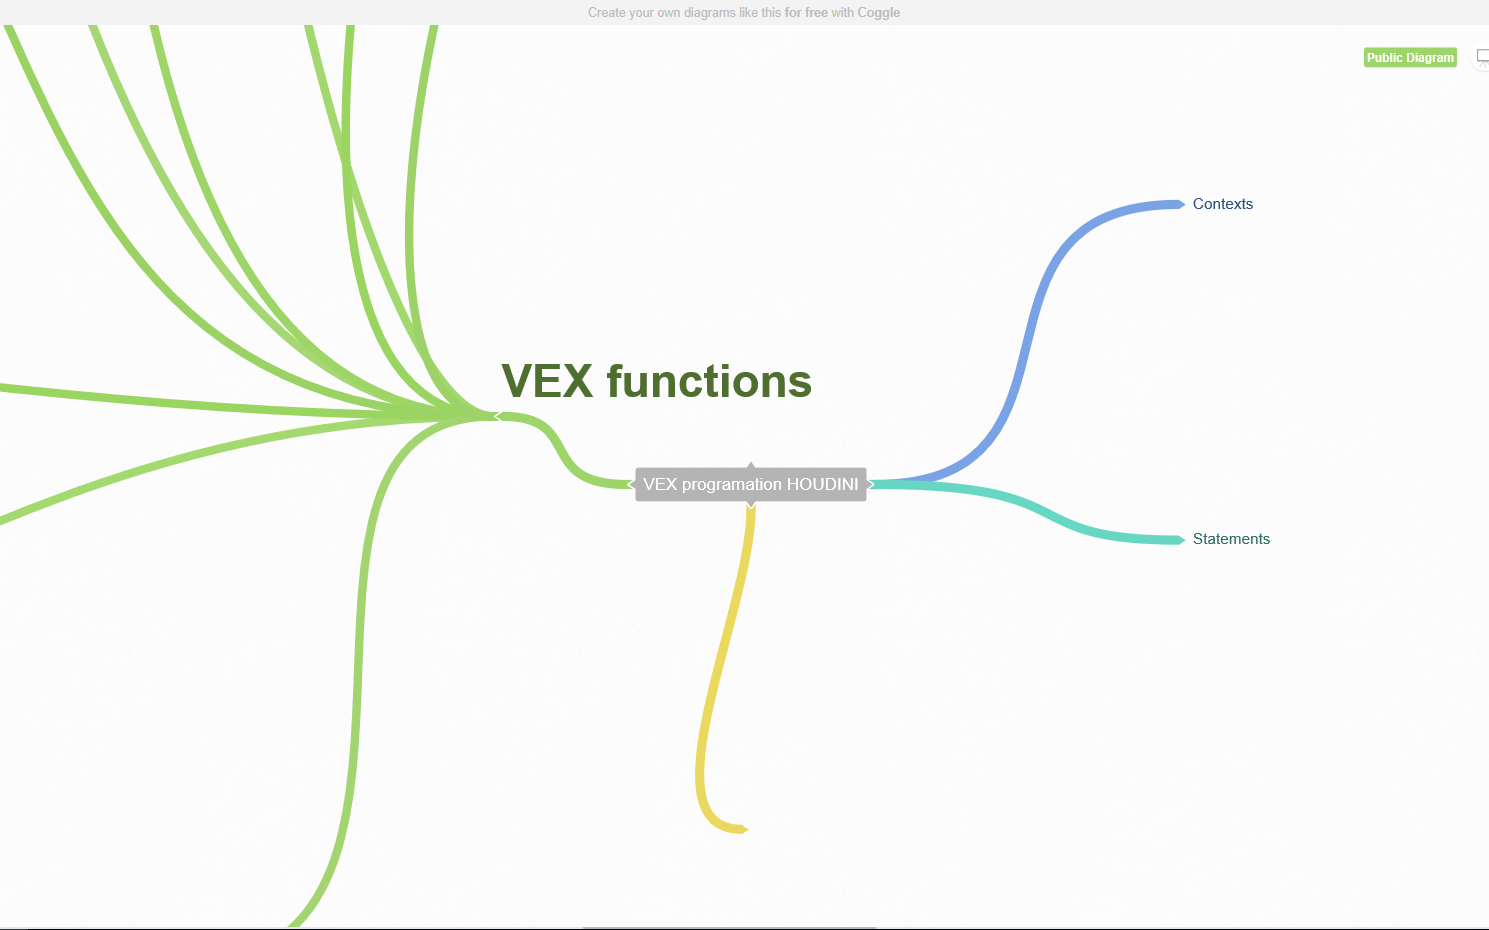 Create your own diagrams like this for free with Coggle
Public Diagram
Contexts
VEX functions
VEX programation HOUDINI
Statements